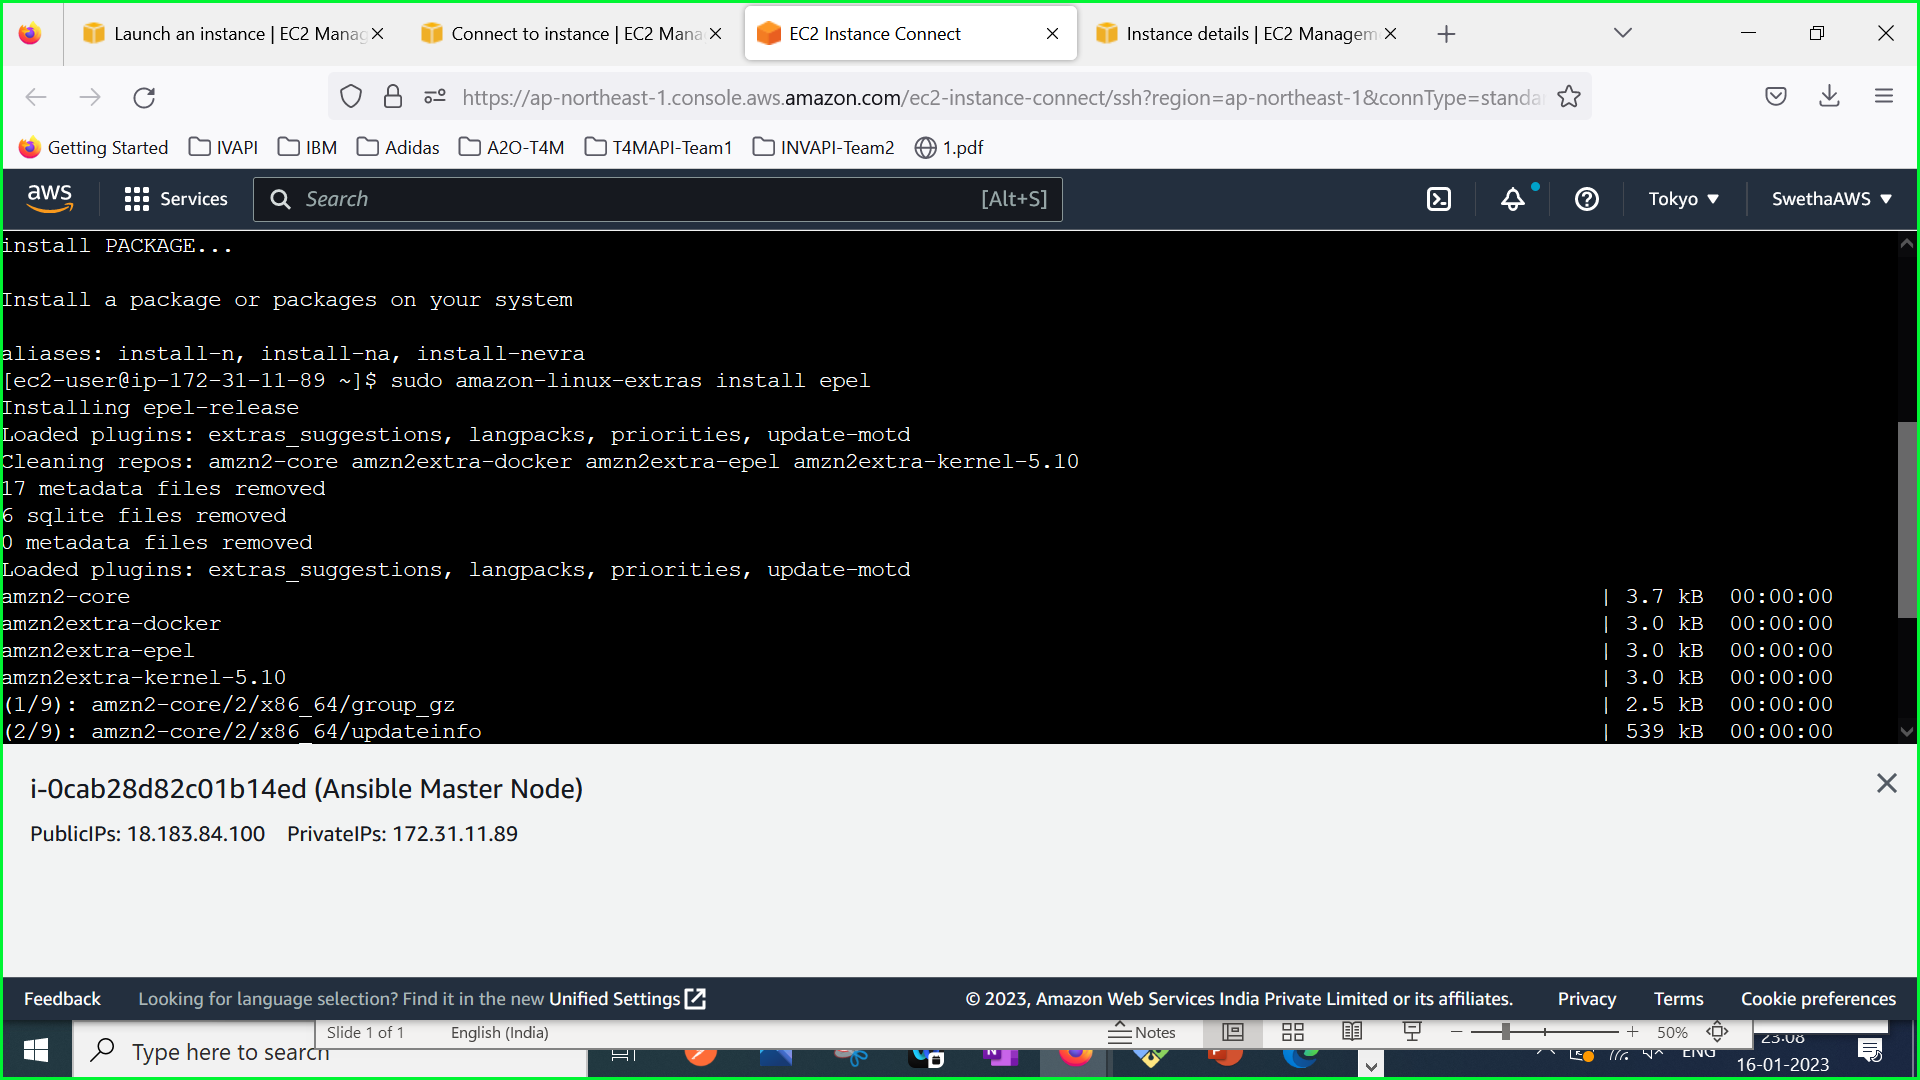 Launch an instance | EC2 Manag
Connect to instance | EC2 Mana
EC2 Instance Connect
Instance details | EC2 Managem
https://ap-northeast-1.console.aws.amazon.com/ec2-instance-connect/ssh?region=ap-northeast-1&connType=standa
Getting Started IVAPI IBM Adidas A2O-T4M T4MAPI-Team1 INVAPI-Team2 1.pdf
aws Services Search [Alt+S] Tokyo SwethaAWS
install PACKAGE...
Install a package or packages on your system
aliases: install-n, install-na, install-nevra
[ec2-user@ip-172-31-11-89 ~]$ sudo amazon-linux-extras install epel
Installing epel-release
Loaded plugins: extras_suggestions, langpacks, priorities, update-motd
Cleaning repos: amzn2-core amzn2extra-docker amzn2extra-epel amzn2extra-kernel-5.10
17 metadata files removed
6 sqlite files removed
0 metadata files removed
Loaded plugins: extras_suggestions, langpacks, priorities, update-motd
amzn2-core | 3.7 kB 00:00:00
amzn2extra-docker | 3.0 kB 00:00:00
amzn2extra-epel | 3.0 kB 00:00:00
amzn2extra-kernel-5.10 | 3.0 kB 00:00:00
(1/9): amzn2-core/2/x86_64/group_gz | 2.5 kB 00:00:00
(2/9): amzn2-core/2/x86_64/updateinfo | 539 kB 00:00:00
i-0cab28d82c01b14ed (Ansible Master Node)
PublicIPs: 18.183.84.100 PrivateIPs: 172.31.11.89
Feedback Looking for language selection? Find it in the new Unified Settings © 2023, Amazon Web Services India Private Limited or its affiliates. Privacy Terms Cookie preferences
Slide 1 of 1 English (India) Notes 50%
Type here to search ENG 23:08
16-01-2023